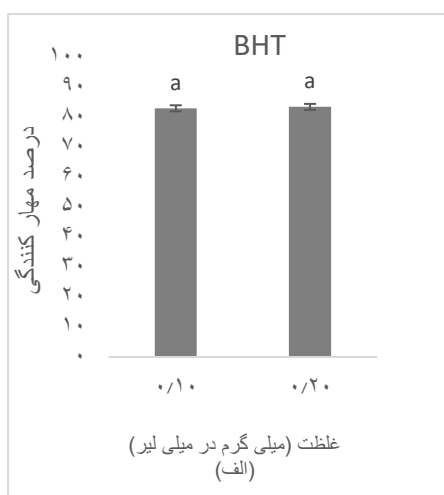 BHT
۱۰۰
۹۰
۸۰
۷۰
۶۰
۵۰
۴۰
۳۰
۲۰
۱۰
۰
درصد مهار کنندگی
a
a
۰/۱۰
۰/۲۰
غلظت (میلی گرم در میلی لیر)
(الف)